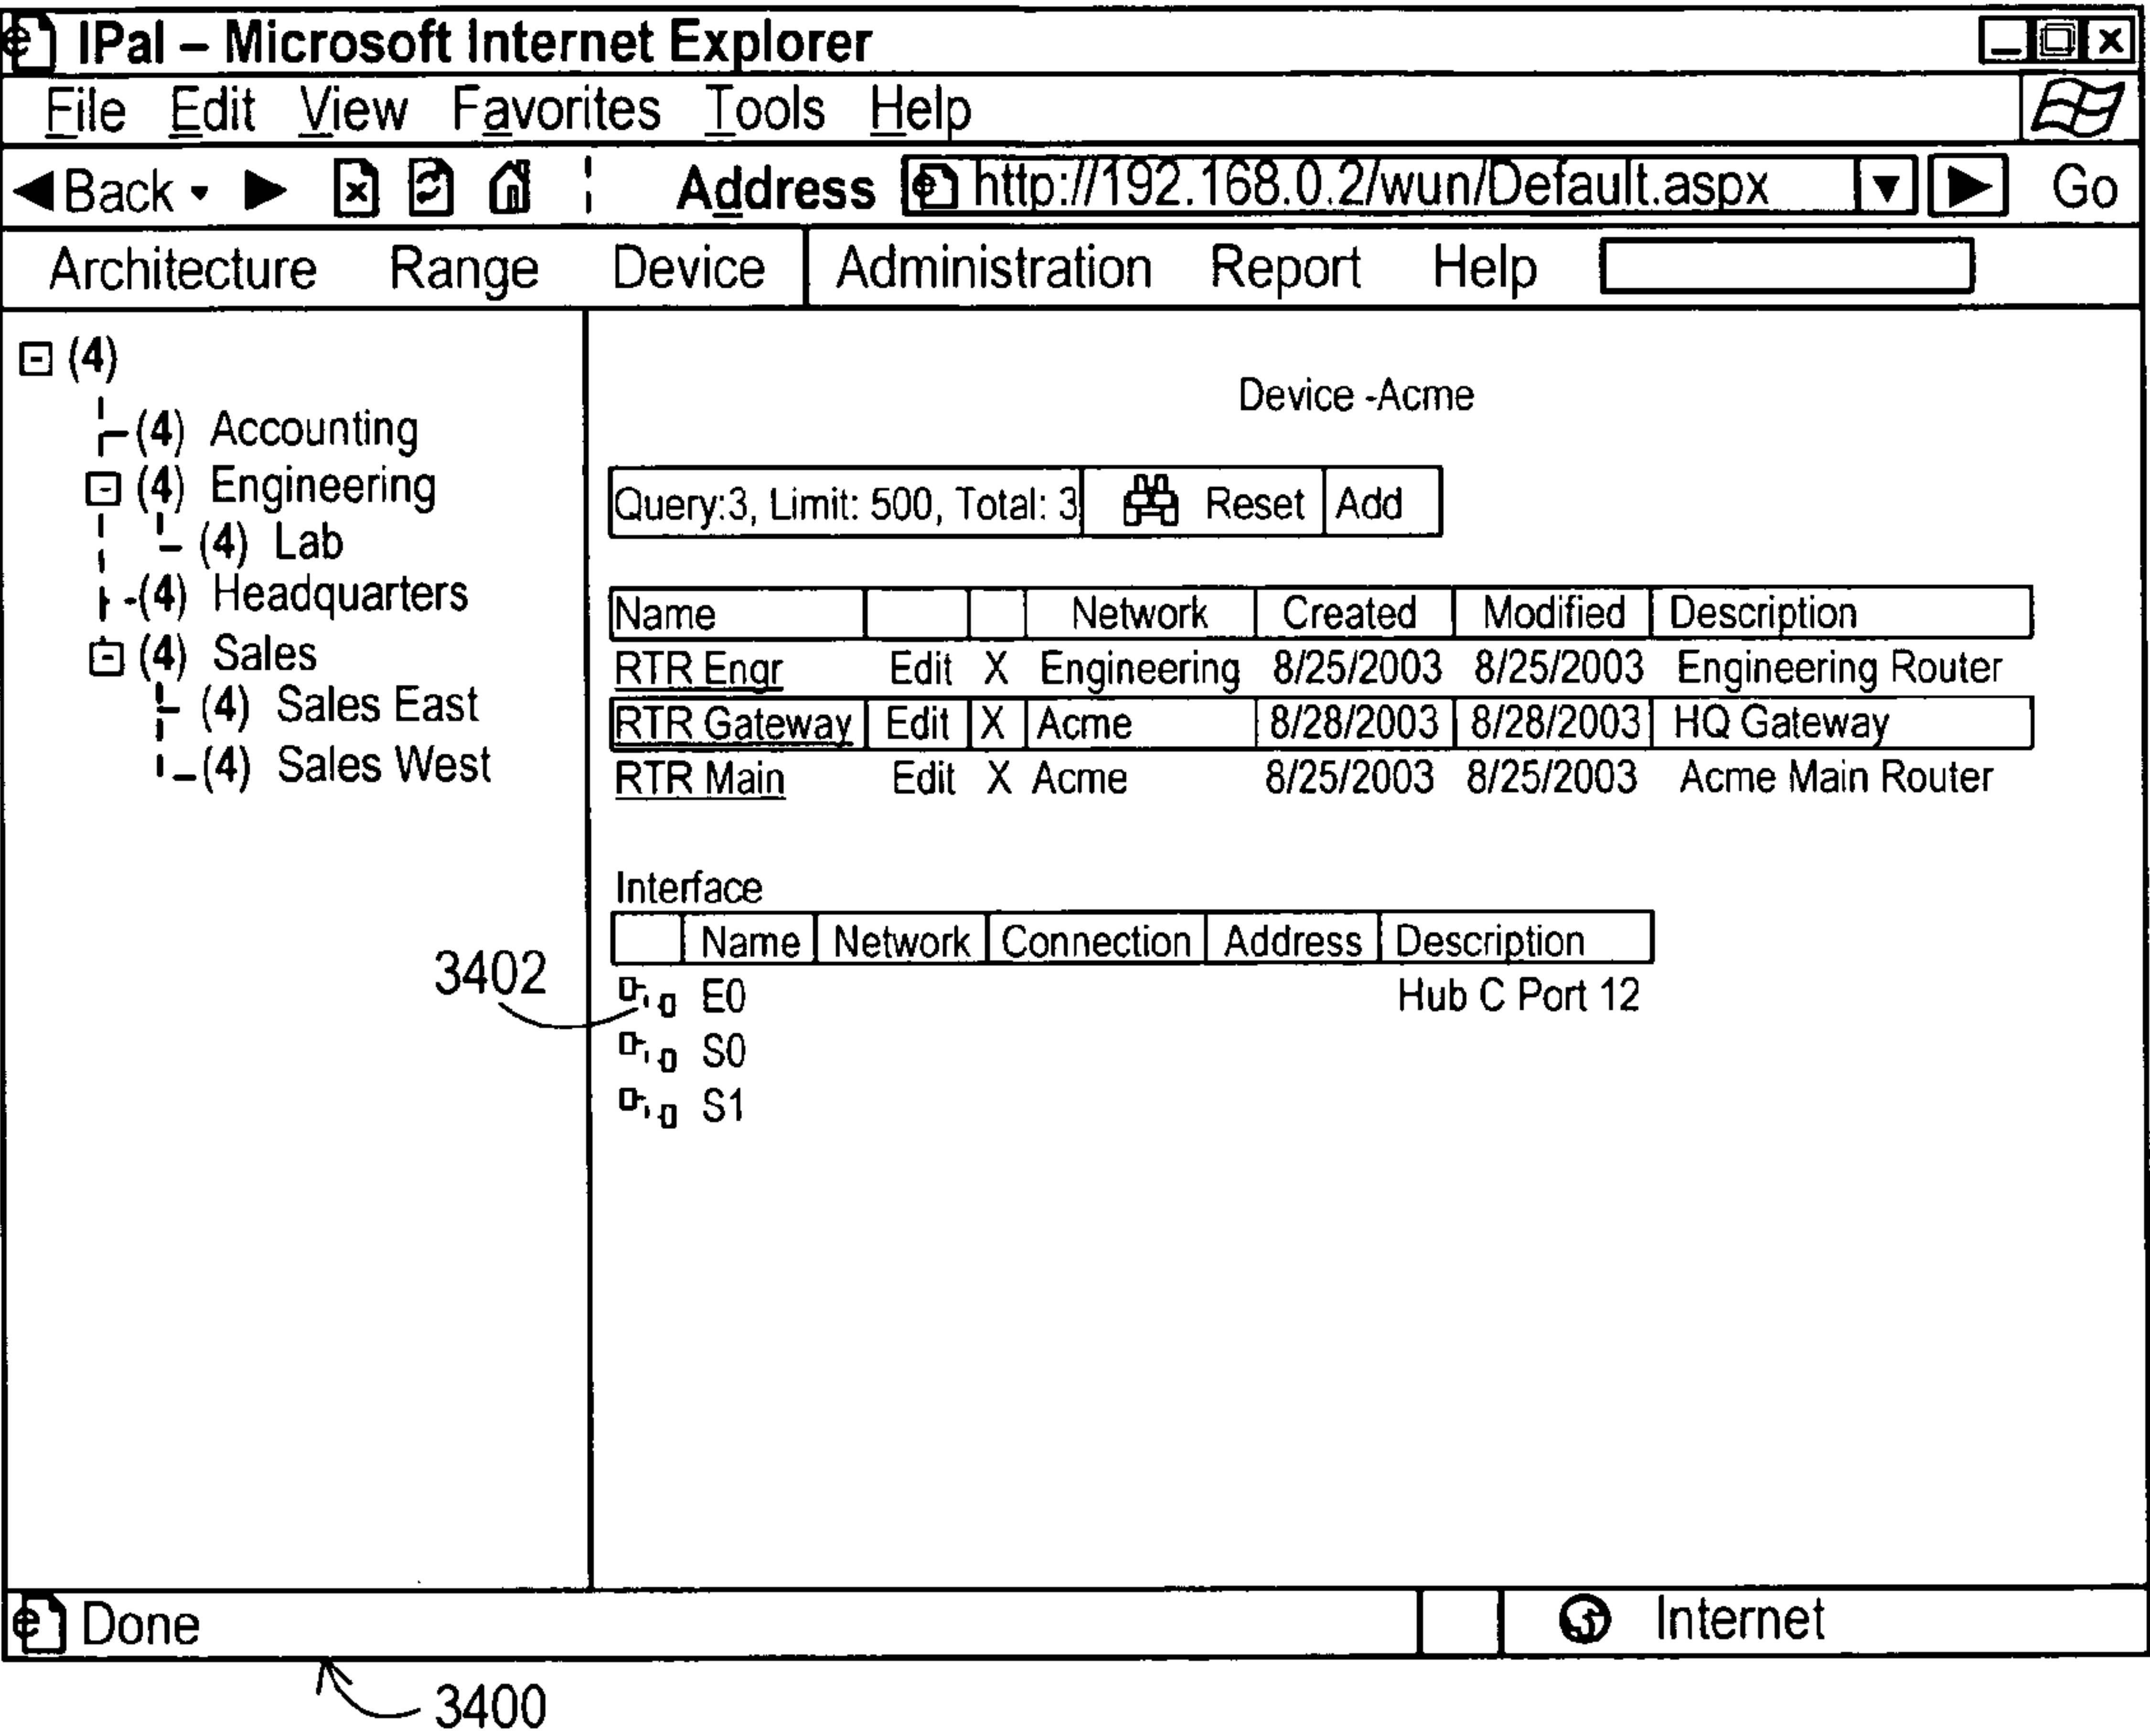 IPal – Microsoft Internet Explorer
File Edit View Favorites Tools Help
Back Address http://192.168.0.2/wun/Default.aspx Go
Architecture Range Device Administration Report Help
(4)
(4) Accounting
(4) Engineering
(4) Lab
(4) Headquarters
(4) Sales
(4) Sales East
(4) Sales West
Device -Acme
Query:3, Limit: 500, Total: 3 Reset Add
Name Network Created Modified Description
RTR Engr Edit X Engineering 8/25/2003 8/25/2003 Engineering Router
RTR Gateway Edit X Acme 8/28/2003 8/28/2003 HQ Gateway
RTR Main Edit X Acme 8/25/2003 8/25/2003 Acme Main Router
Interface
Name Network Connection Address Description
3402
E0 Hub C Port 12
S0
S1
Done Internet
3400